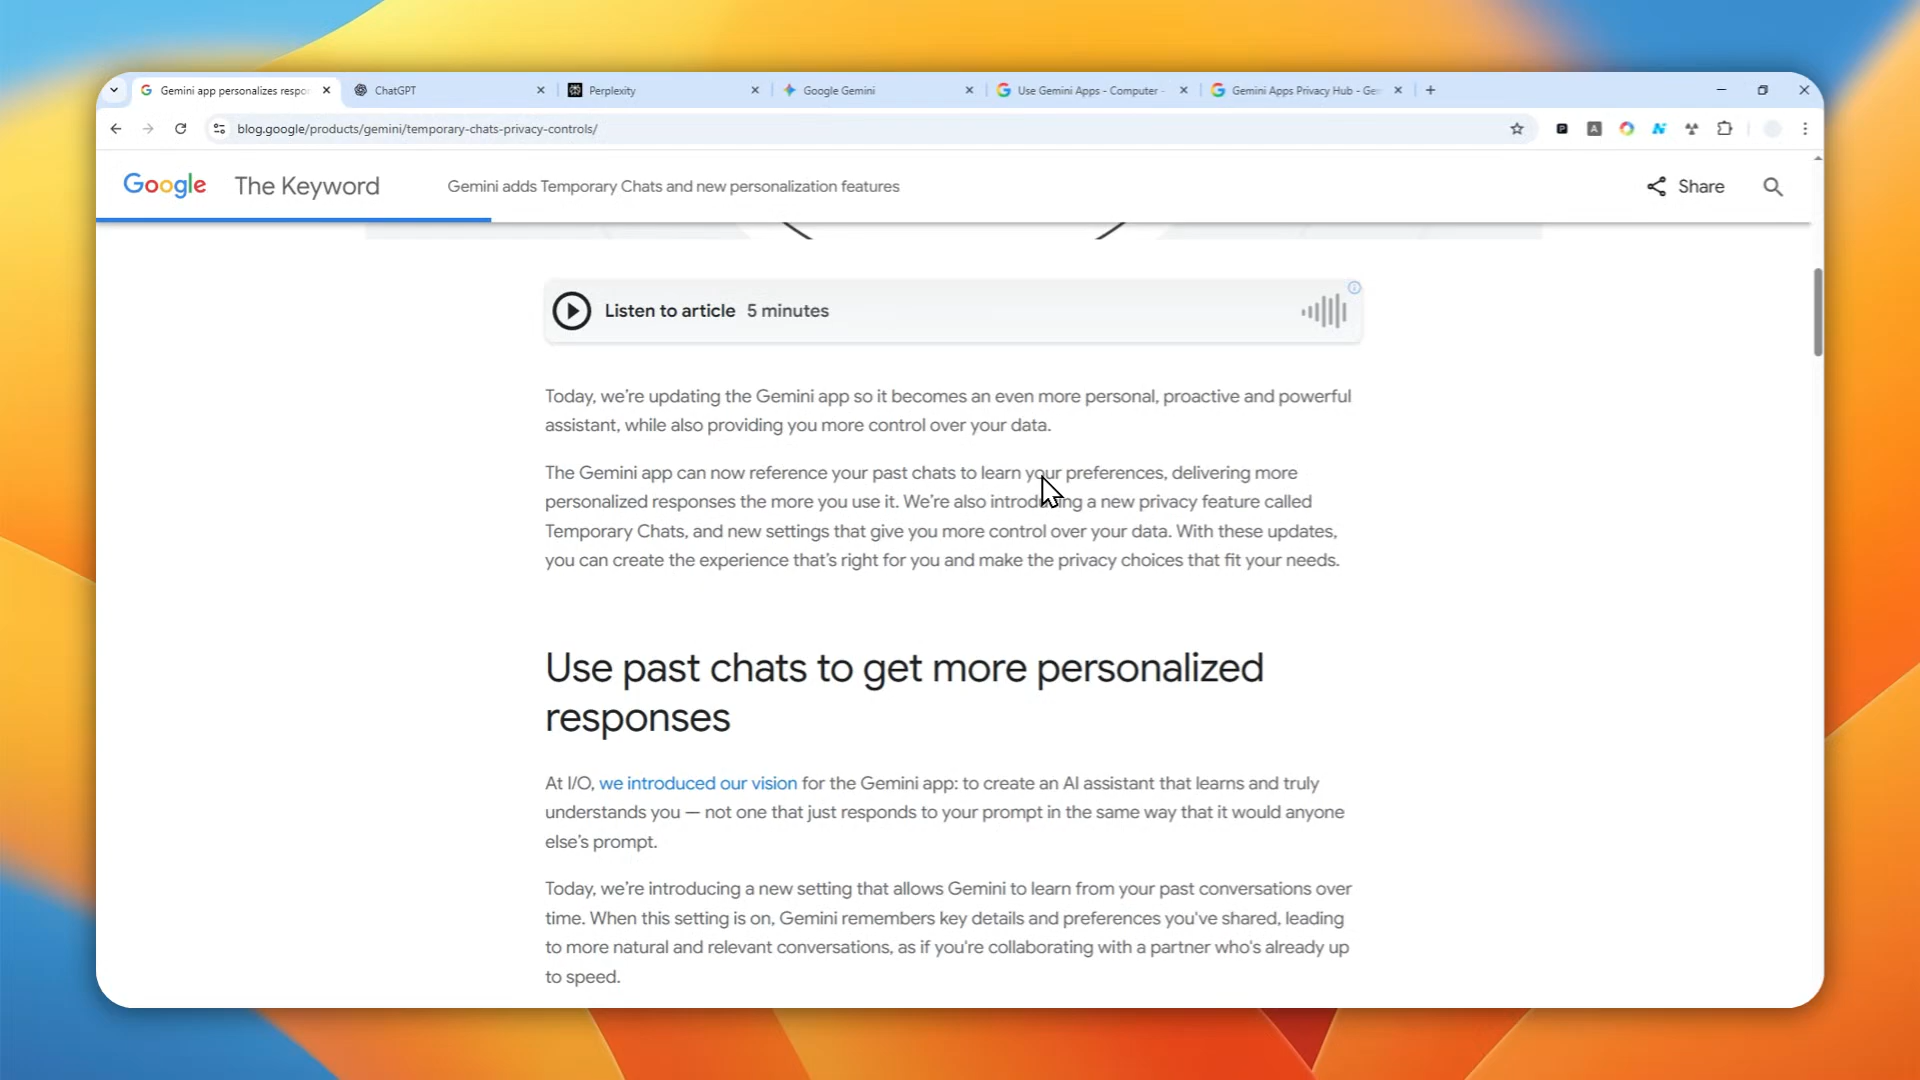 Gemini app personalizes respo
ChatGPT
Perplexity
Google Gemini
Use Gemini Apps - Computer -
Gemini Apps Privacy Hub - Ge
blog.google/products/gemini/temporary-chats-privacy-controls/
Google The Keyword
Gemini adds Temporary Chats and new personalization features
Share
Listen to article 5 minutes
Today, we're updating the Gemini app so it becomes an even more personal, proactive and powerful
assistant, while also providing you more control over your data.
The Gemini app can now reference your past chats to learn your preferences, delivering more
personalized responses the more you use it. We're also introducing a new privacy feature called
Temporary Chats, and new settings that give you more control over your data. With these updates,
you can create the experience that's right for you and make the privacy choices that fit your needs.
Use past chats to get more personalized
responses
At I/O, we introduced our vision for the Gemini app: to create an AI assistant that learns and truly
understands you — not one that just responds to your prompt in the same way that it would anyone
else's prompt.
Today, we're introducing a new setting that allows Gemini to learn from your past conversations over
time. When this setting is on, Gemini remembers key details and preferences you've shared, leading
to more natural and relevant conversations, as if you're collaborating with a partner who's already up
to speed.